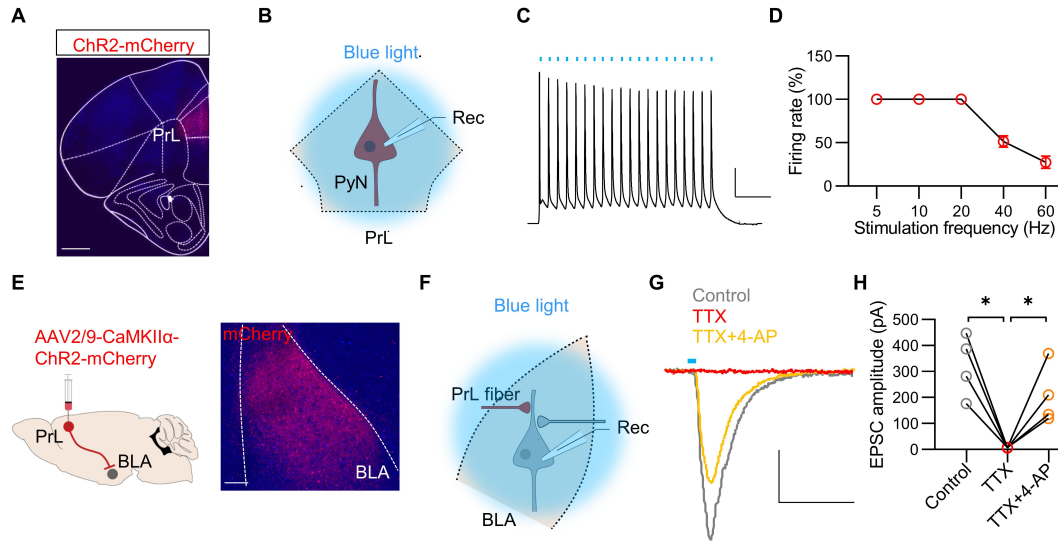 A
ChR2-mCherry
PrL
B
Blue light
Rec
PyN
PrL
C
D
Firing rate (%)
150
100
50
0
5 10 20 40 60
Stimulation frequency (Hz)
E
AAV2/9-CaMKIIα-
ChR2-mCherry
PrL
BLA
mCherry
BLA
F
Blue light
PrL fiber
Rec
BLA
G
Control
TTX
TTX+4-AP
H
* *
EPSC amplitude (pA)
500
400
300
200
100
0
Control
TTX
TTX+4-AP